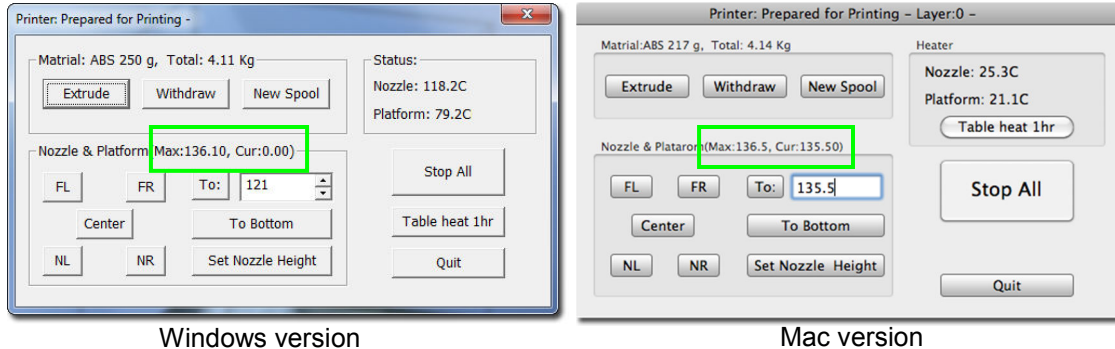 Printer: Prepared for Printing -
Matrial: ABS 250 g, Total: 4.11 Kg
Extrude Withdraw New Spool
Status:
Nozzle: 118.2C
Platform: 79.2C
Nozzle & Platform(Max:136.10, Cur:0.00)
FL FR To: 121
Center To Bottom
NL NR Set Nozzle Height
Stop All
Table heat 1hr
Quit
Windows version
Printer: Prepared for Printing – Layer:0 –
Matrial:ABS 217 g, Total: 4.14 Kg
Extrude Withdraw New Spool
Heater
Nozzle: 25.3C
Platform: 21.1C
Table heat 1hr
Nozzle & Platarom(Max:136.5, Cur:135.50)
FL FR To: 135.5
Center To Bottom
NL NR Set Nozzle Height
Stop All
Quit
Mac version